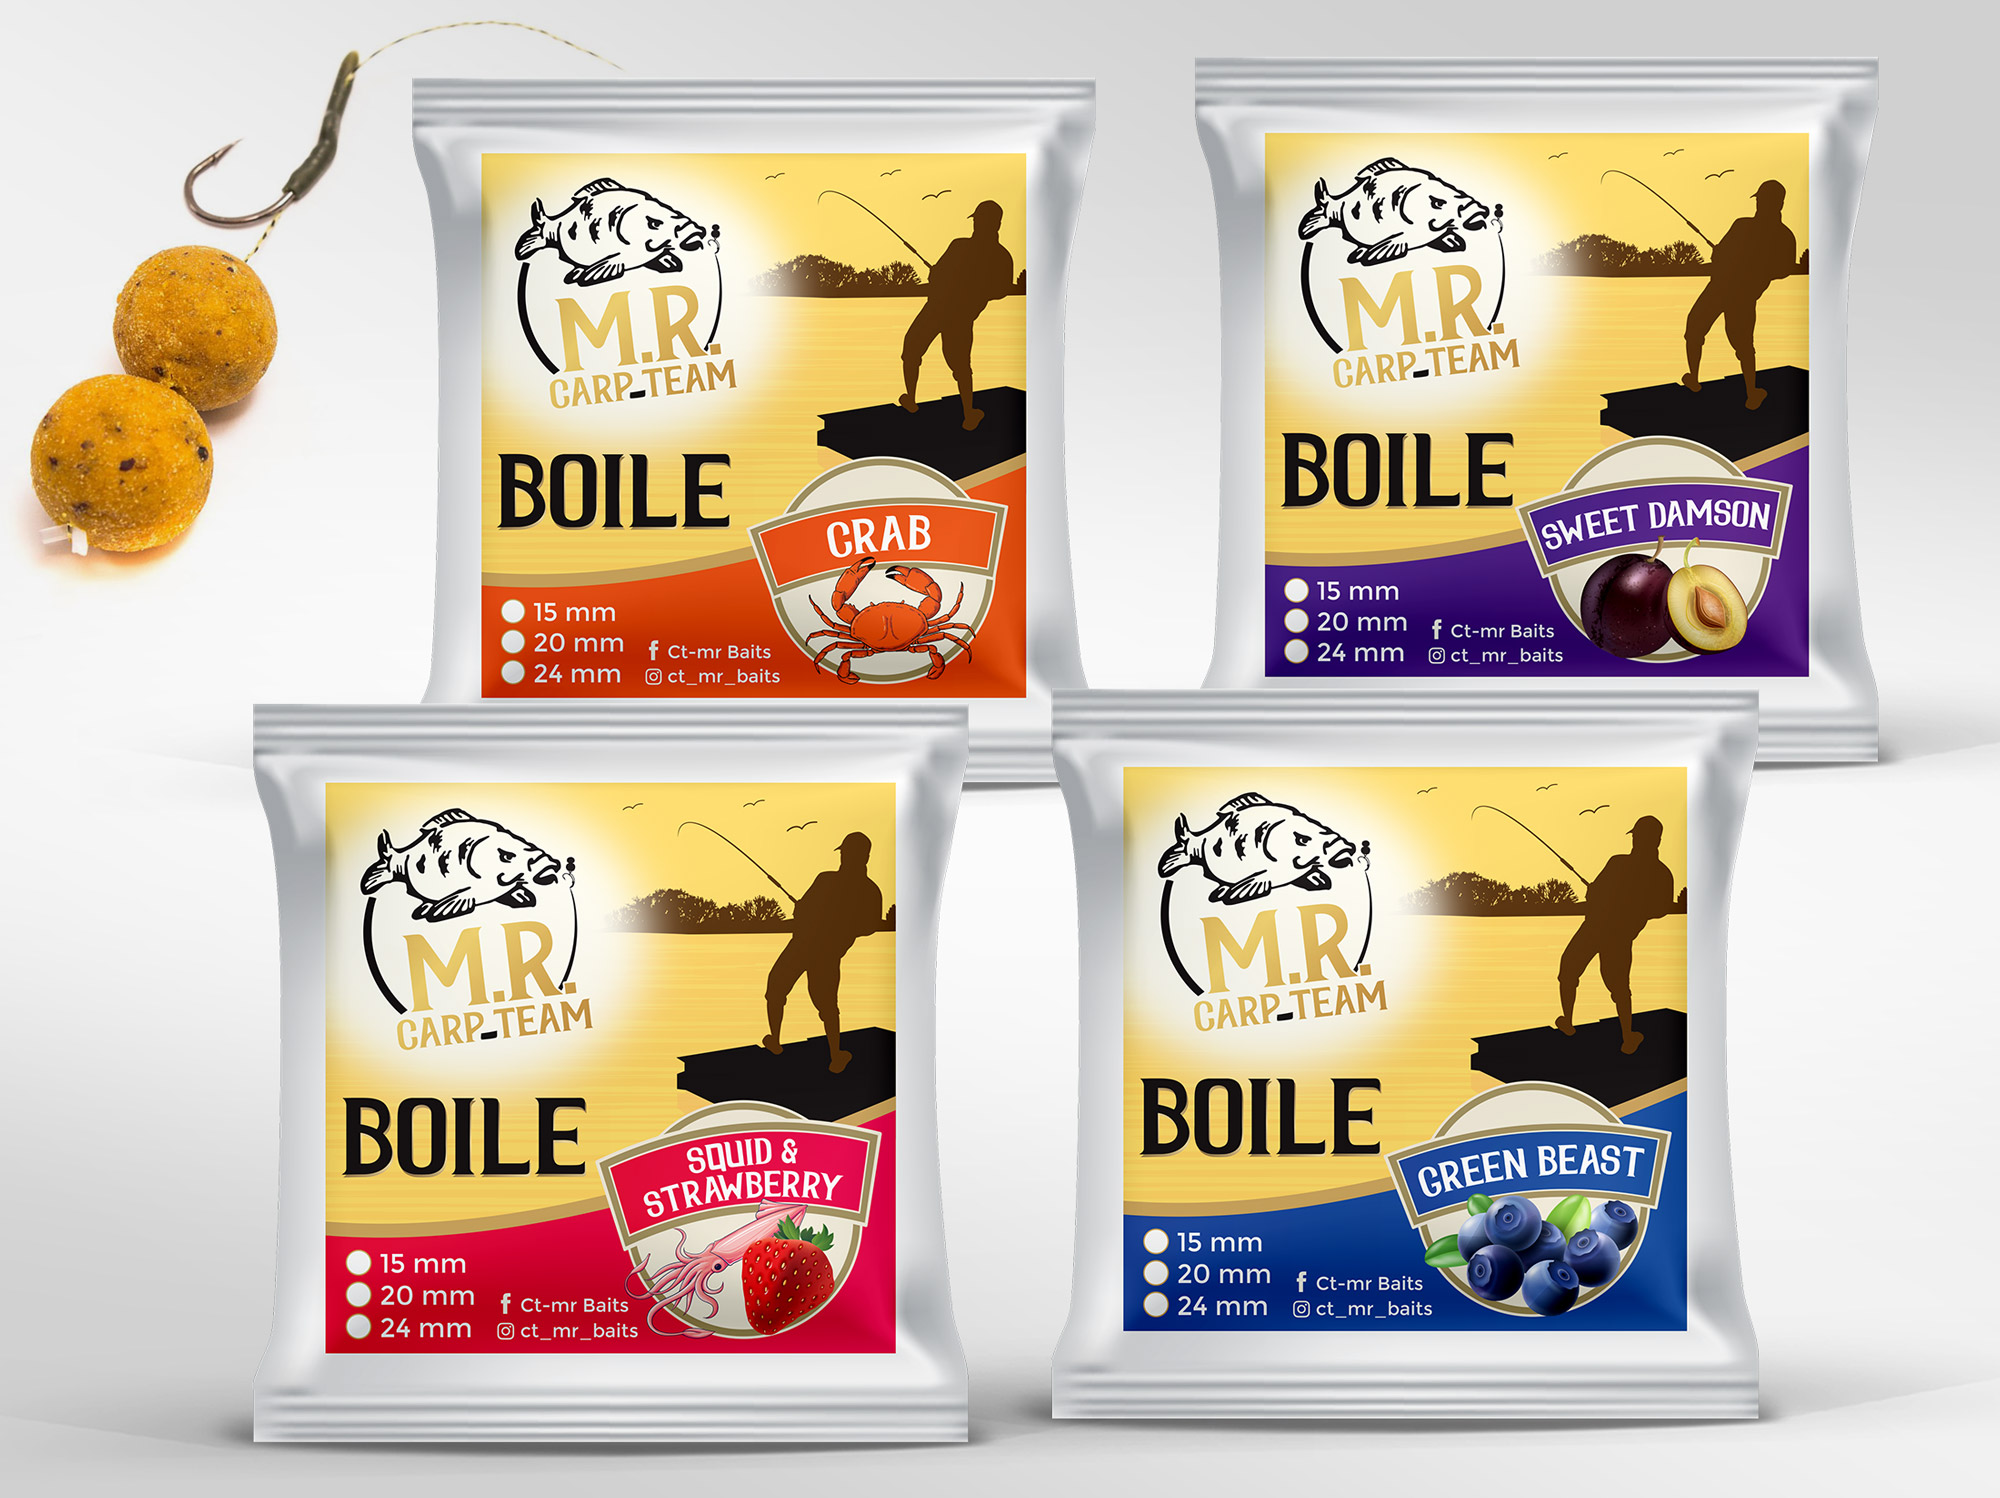 M.R.
CARP-TEAM
BOILE
CRAB
15 mm
20 mm
24 mm
Ct-mr Baits
ct_mr_baits
M.R.
CARP-TEAM
BOILE
SWEET DAMSON
15 mm
20 mm
24 mm
Ct-mr Baits
ct_mr_baits
M.R.
CARP-TEAM
BOILE
SQUID &
STRAWBERRY
15 mm
20 mm
24 mm
Ct-mr Baits
ct_mr_baits
M.R.
CARP-TEAM
BOILE
GREEN BEAST
15 mm
20 mm
24 mm
Ct-mr Baits
ct_mr_baits